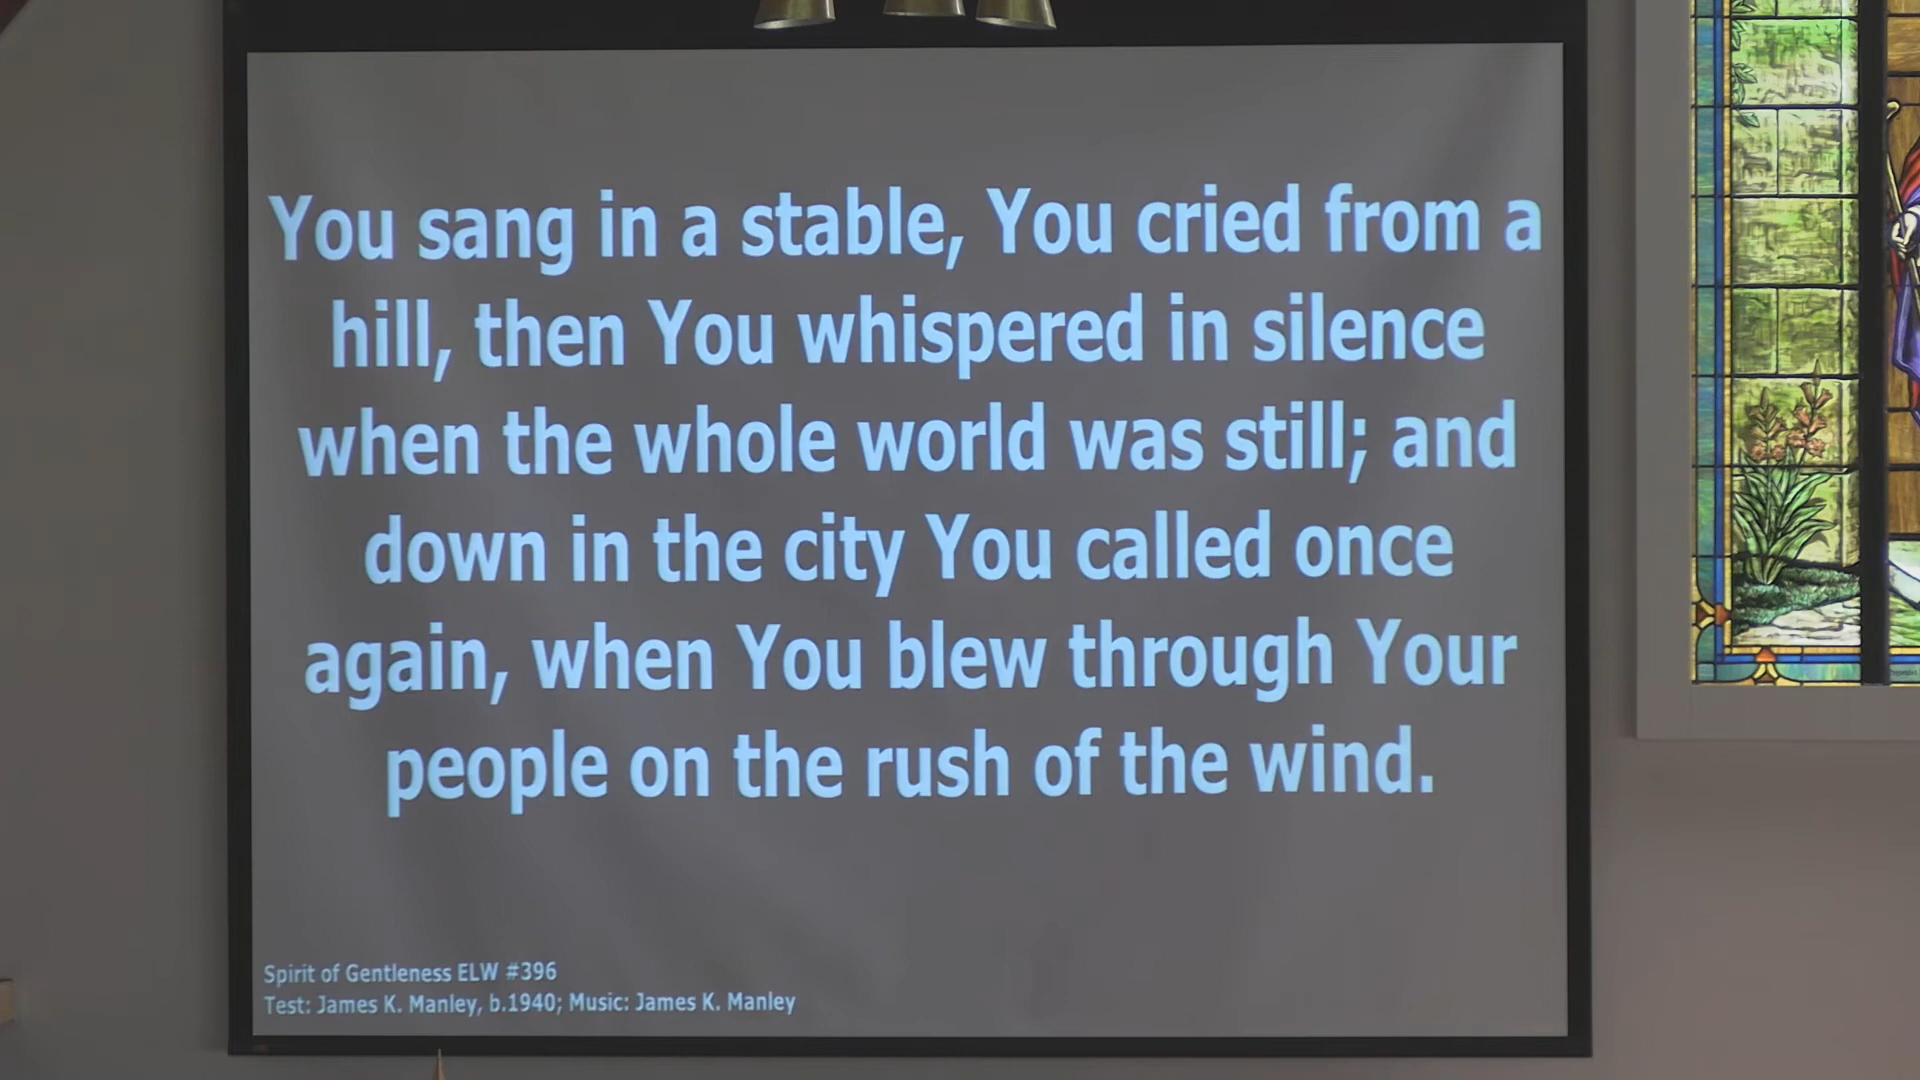 You sang in a stable, You cried from a
hill, then You whispered in silence
when the whole world was still; and
down in the city You called once
again, when You blew through Your
people on the rush of the wind.
Spirit of Gentleness ELW #396
Test: James K. Manley, b.1940; Music: James K. Manley